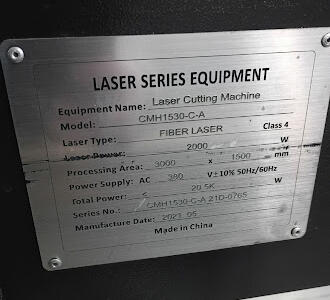 LASER SERIES EQUIPMENT
Equipment Name: Laser Cutting Machine
Model: CMH1530-C-A
Laser Type: FIBER LASER Class 4
Laser Power: 2000 W
Processing Area: 3000 x 1500 mm
Power Supply: AC 380 V±10% 50Hz/60Hz
Total Power: 20.5K W
Series No.: CMH1530-C-A 21D-0765
Manufacture Date: 2021.05
Made in China